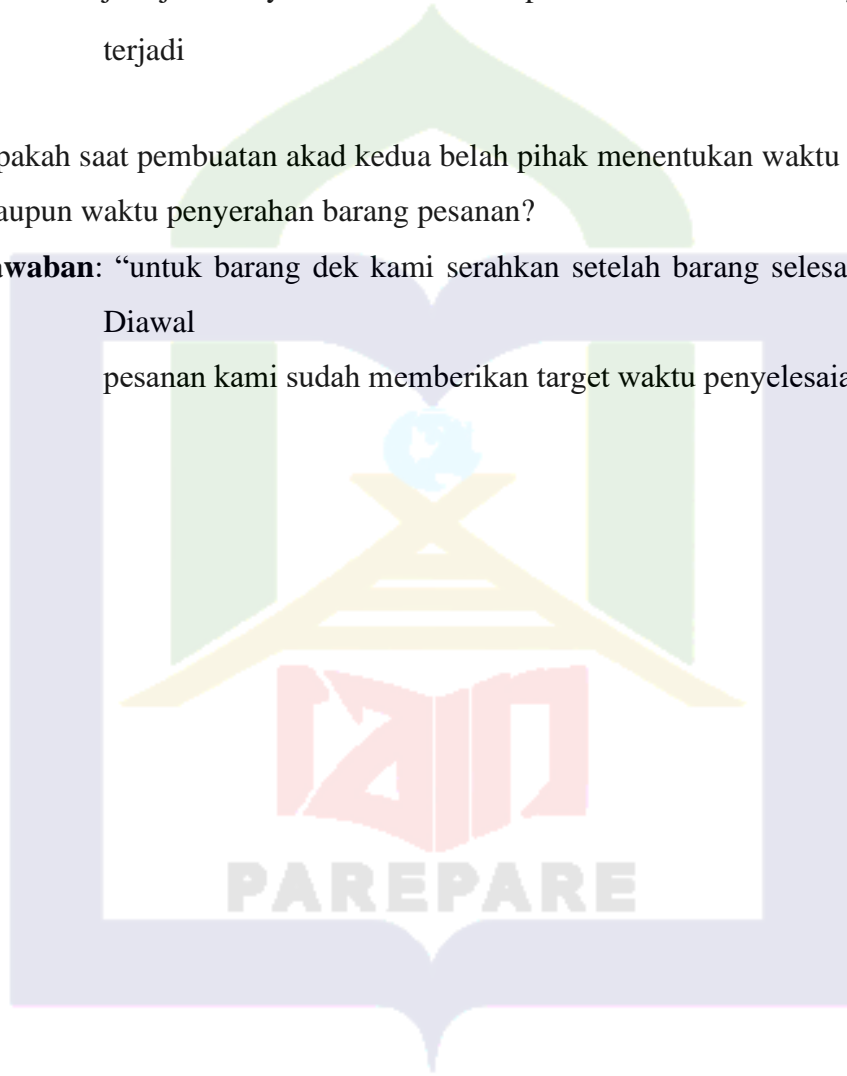 terjadi
pakah saat pembuatan akad kedua belah pihak menentukan waktu
aupun waktu penyerahan barang pesanan?
waban: “untuk barang dek kami serahkan setelah barang selesa
Diawal
pesanan kami sudah memberikan target waktu penyelesaia
PAREPARE